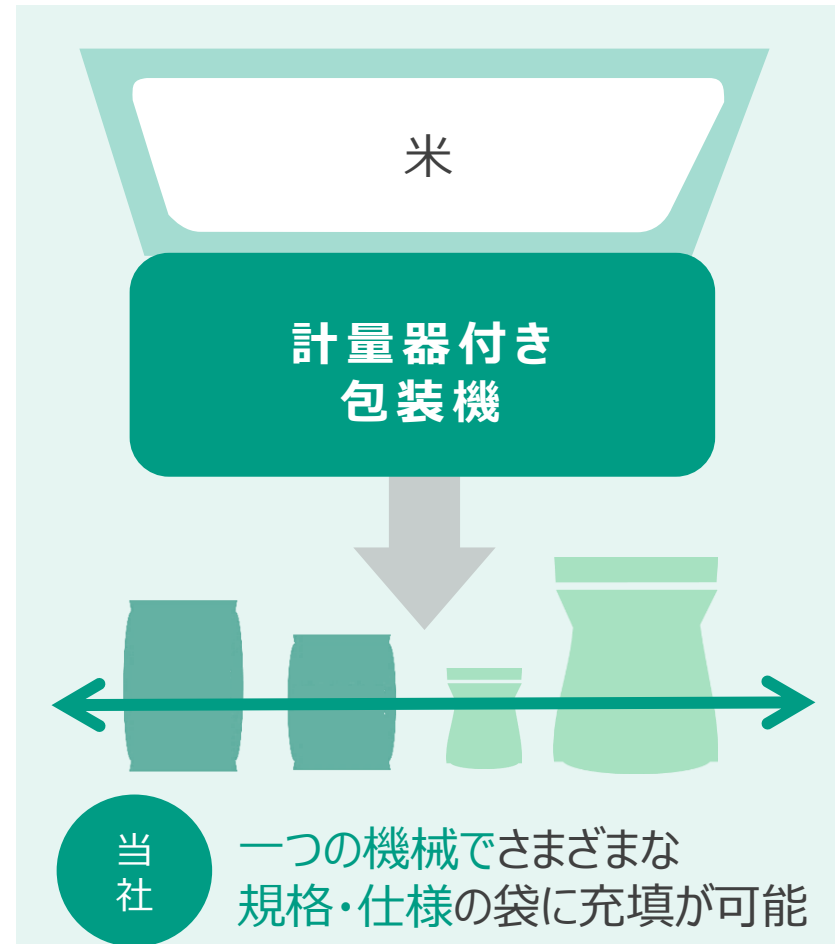 米
計量器付き
包装機
当
社
一つの機械でさまざまな
規格・仕様の袋に充填が可能